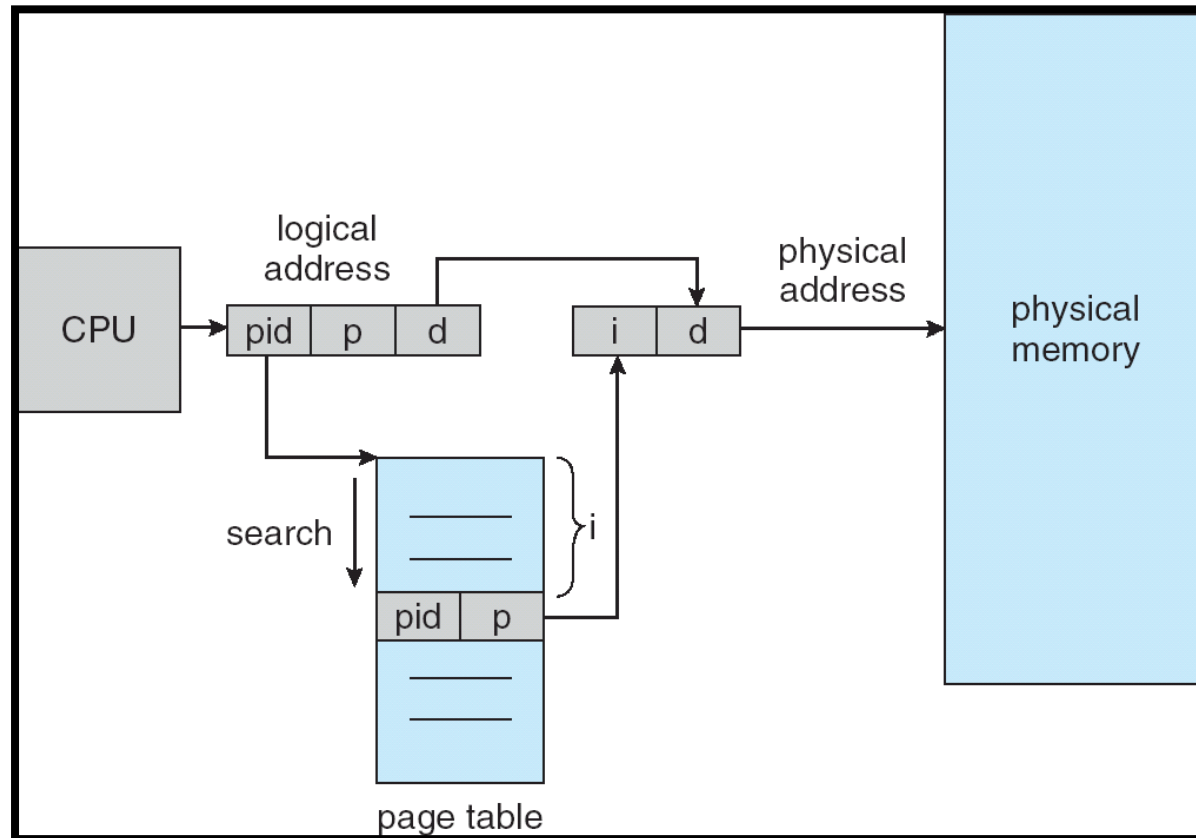 logical
address
physical
address
CPU
pid p d
i d
physical
memory
search
i
pid p
page table